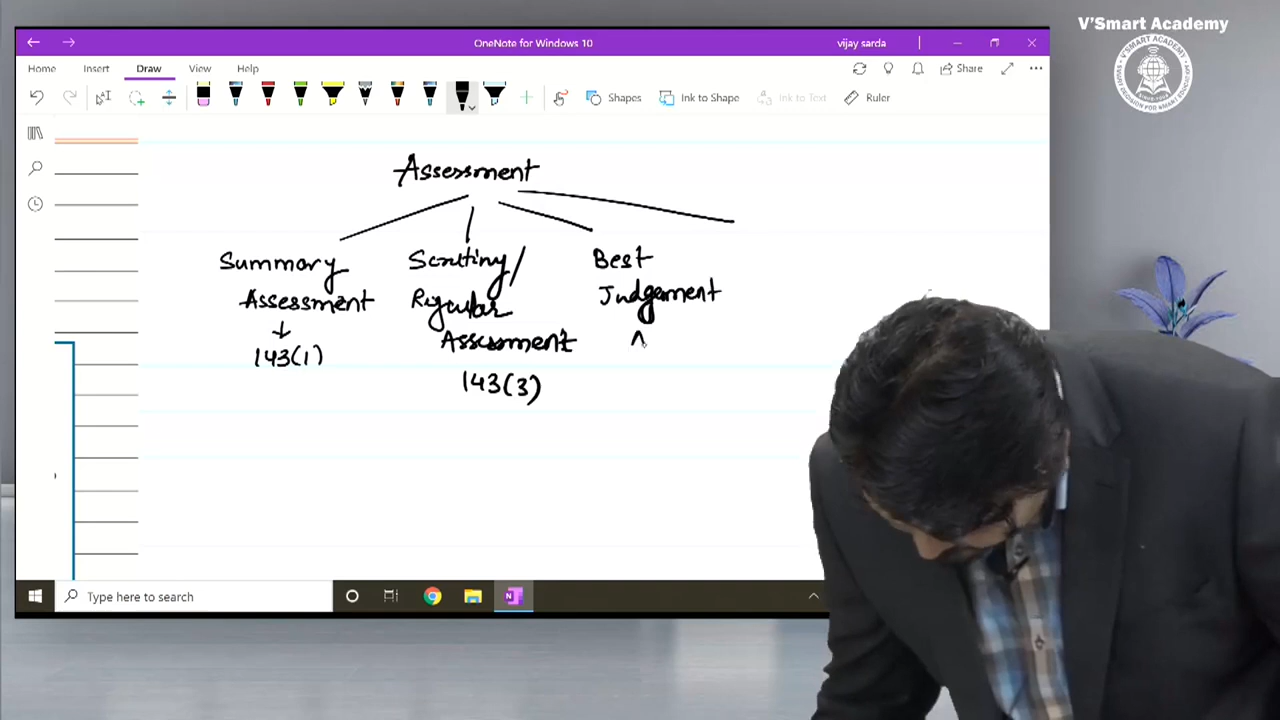 V'Smart Academy
OneNote for Windows 10
vijay sarda
Home Insert Draw View Help
Share
Shapes Ink to Shape Ink to Text Ruler
Assessment
Summary Assessment
143(1)
Scrutiny/
Regular
Assessment
143(3)
Best
Judgement
Type here to search